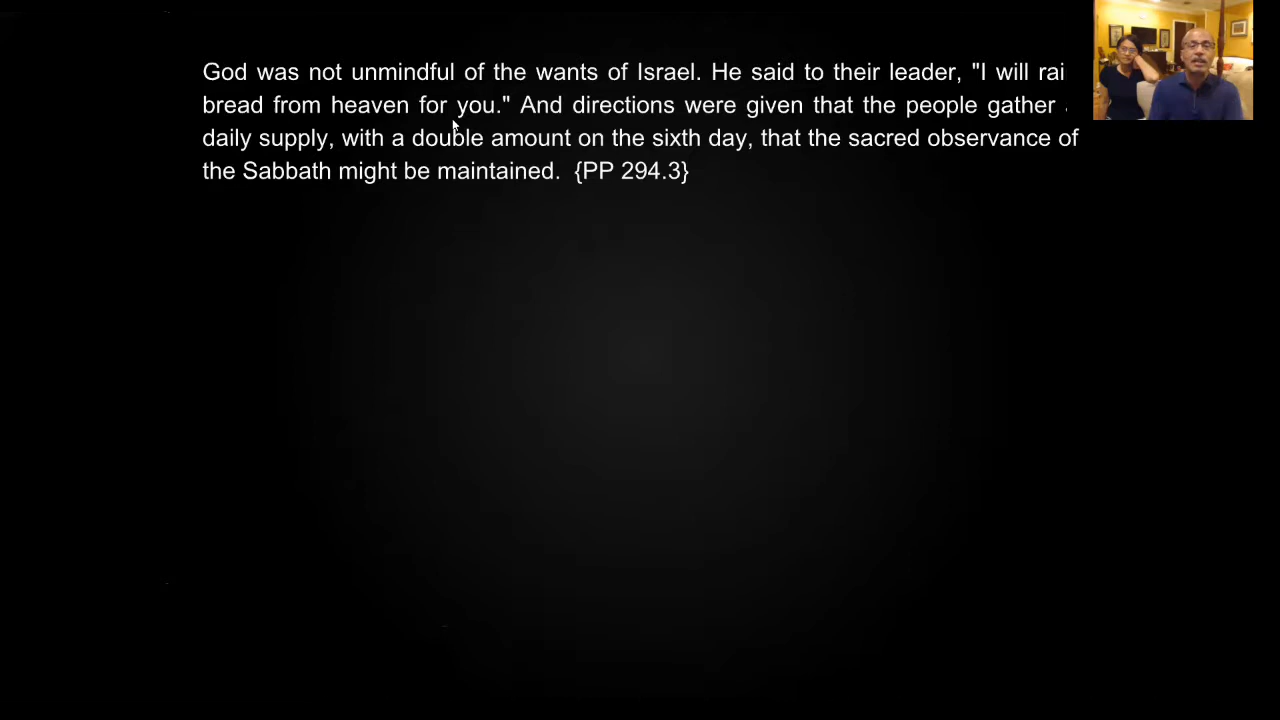 God was not unmindful of the wants of Israel. He said to their leader, "I will rai
bread from heaven for you." And directions were given that the people gather
daily supply, with a double amount on the sixth day, that the sacred observance of
the Sabbath might be maintained. {PP 294.3}